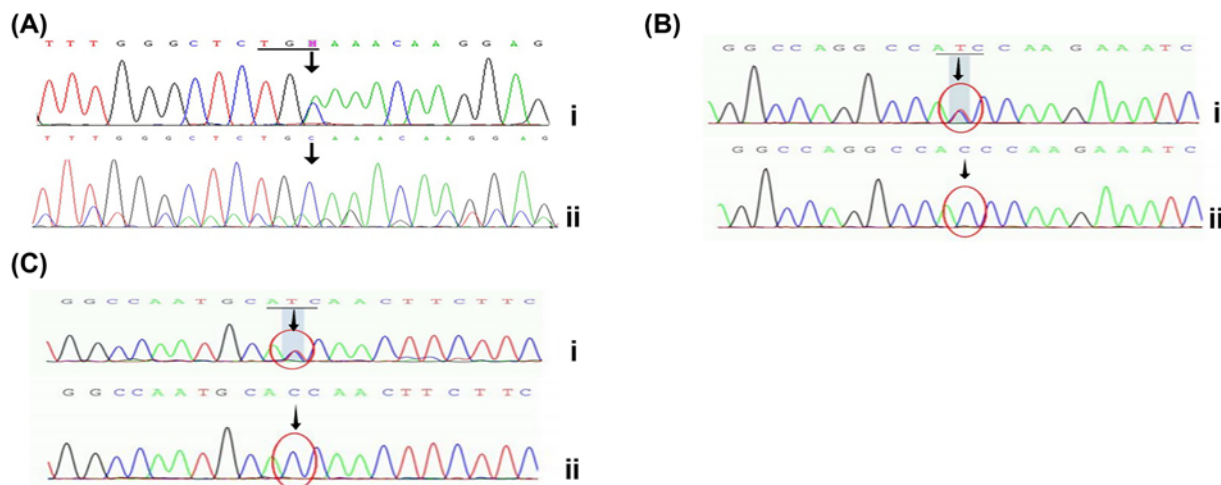 (A)
T T T G G G C T C T G H A A A C A A G G A G
i
T T T G G G C T C T G C A A A C A A G G A G
ii
(B)
G G C C A G G C C A T C C A A G A A A T C
i
G G C C A G G C C A C C C A A G A A A T C
ii
(C)
G G C C A A T G C A T C A A C T T C T T C
i
G G C C A A T G C A C C A A C T T C T T C
ii